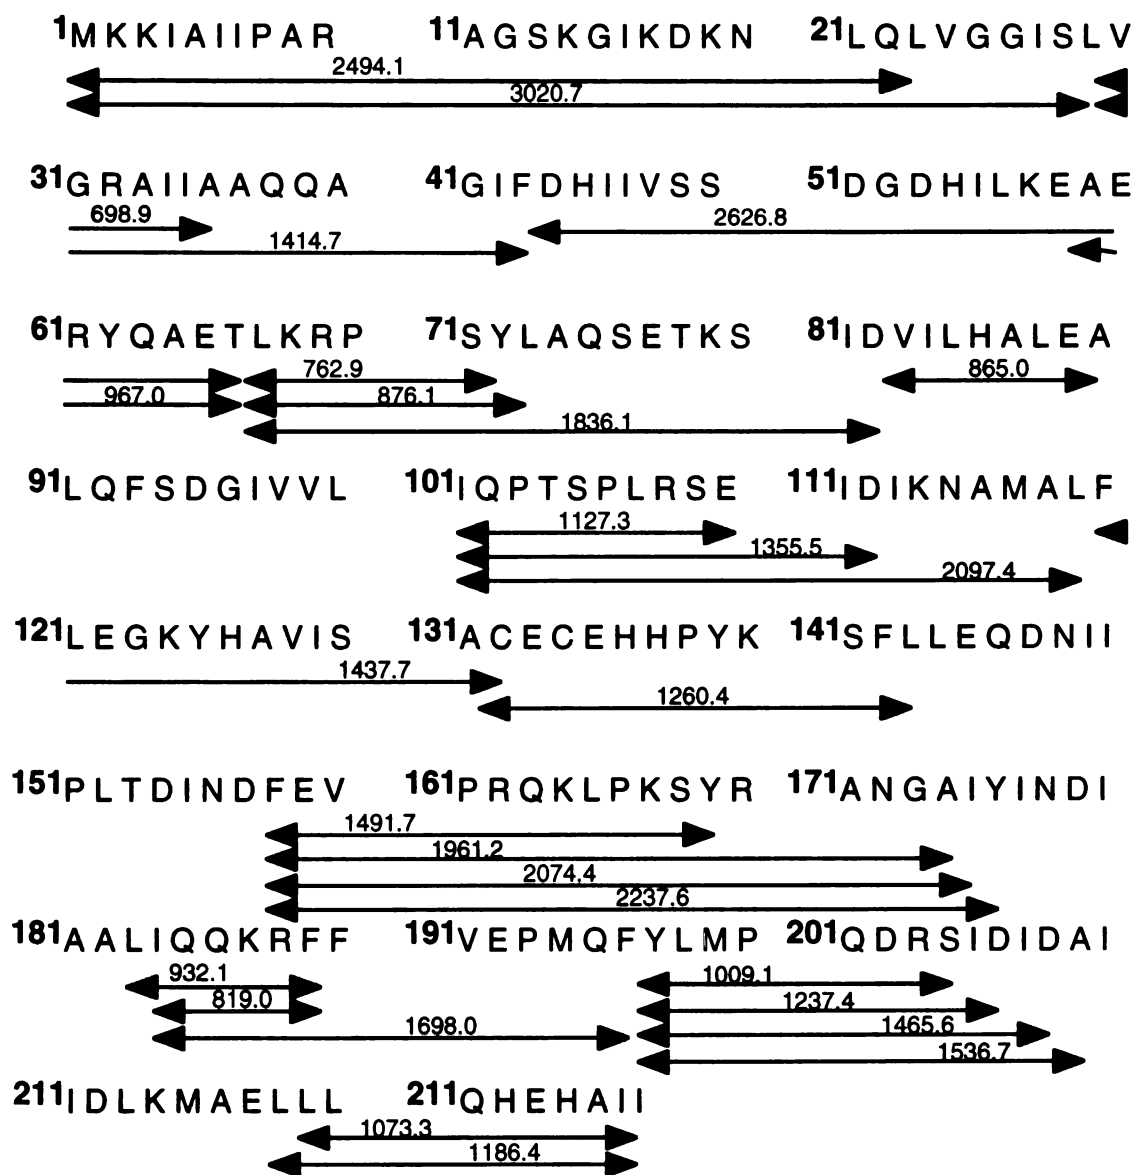 1MKKIAIIPAR 11AGSKGIKDKN 21LQLVGGISLV
2494.1
3020.7
31GRAIIAAQQA 41GIFDHIIVSS 51DGDHILKEAE
698.9 2626.8
1414.7
61RYQAETLKRP 71SYLAQSETKS 81IDVILHALEA
762.9 865.0
967.0 876.1
1836.1
91LQFSDGIVVL 101IQPTSPLRSE 111IDIKNAMALF
1127.3
1355.5
2097.4
121LEGKYHAVIS 131ACECEHHPYK 141SFLLEQDNII
1437.7
1260.4
151PLTDINDFEV 161PRQKLPKSYR 171ANGAIYINDI
1491.7
1961.2
2074.4
2237.6
181AALIQQKRFF 191VEPMQFYLMP 201QDRSIDIDAI
932.1 1009.1
819.0 1237.4
1698.0 1465.6
1536.7
211IDLKMAELLL 211QHEHAII
1073.3
1186.4